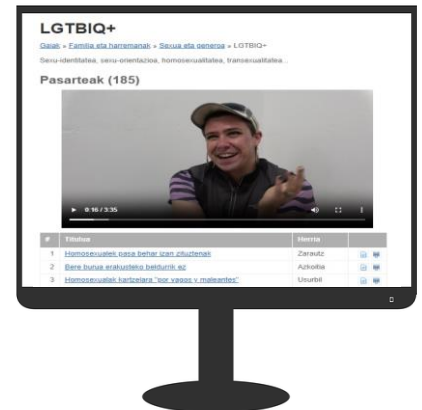 LGTBIQ+
Gaiak » Familia eta harremanak » Sexua eta generoa » LGTBIQ+
Sexu-identitatea, sexu-orientazioa, homosexualitatea, transexualitatea...
Pasarteak (185)
0:16 / 3:35
# Titulua Herria
1 Homosexualek pasa behar izan zituztenak Zarautz
2 Bere burua erakusteko beldurrik ez Azkoitia
3 Homosexualak kartzelara "por vagos y maleantes" Usurbil